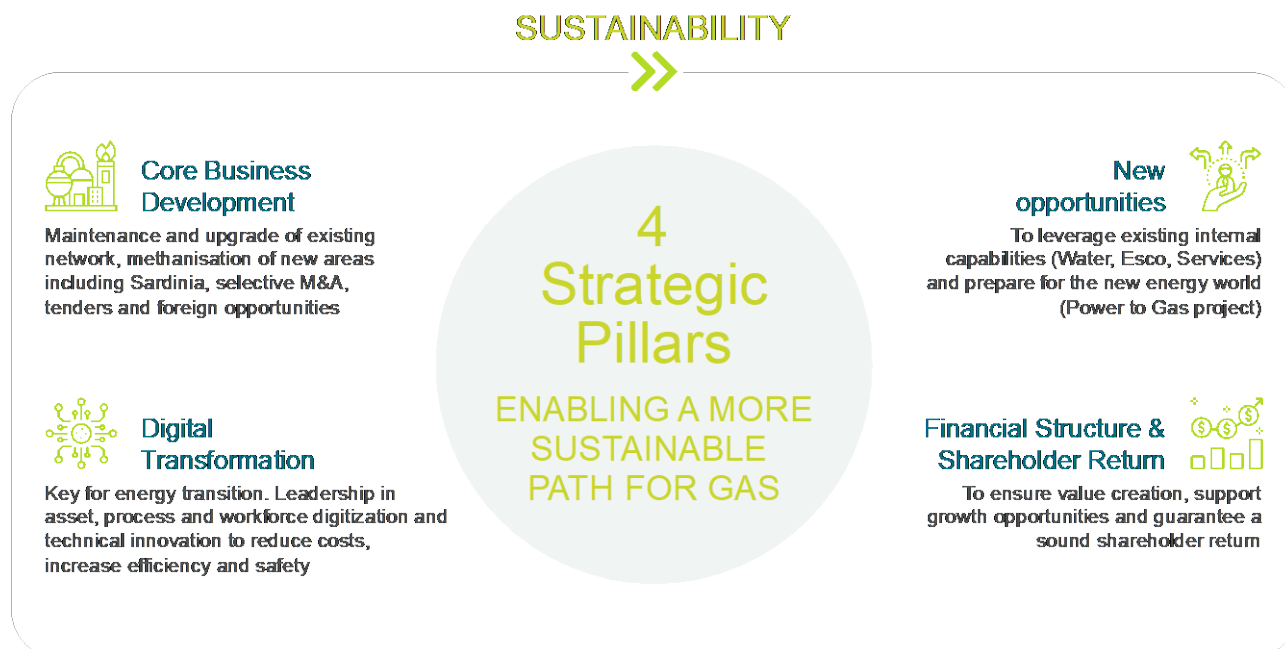 SUSTAINABILITY
Core Business
Development
Maintenance and upgrade of existing
network, methanisation of new areas
including Sardinia, selective M&A,
tenders and foreign opportunities
Digital
Transformation
Key for energy transition. Leadership in
asset, process and workforce digitization and
technical innovation to reduce costs,
increase efficiency and safety
4
Strategic
Pillars
ENABLING A MORE
SUSTAINABLE
PATH FOR GAS
New
opportunities
To leverage existing internal
capabilities (Water, Esco, Services)
and prepare for the new energy world
(Power to Gas project)
Financial Structure &
Shareholder Return
To ensure value creation, support
growth opportunities and guarantee a
sound shareholder return